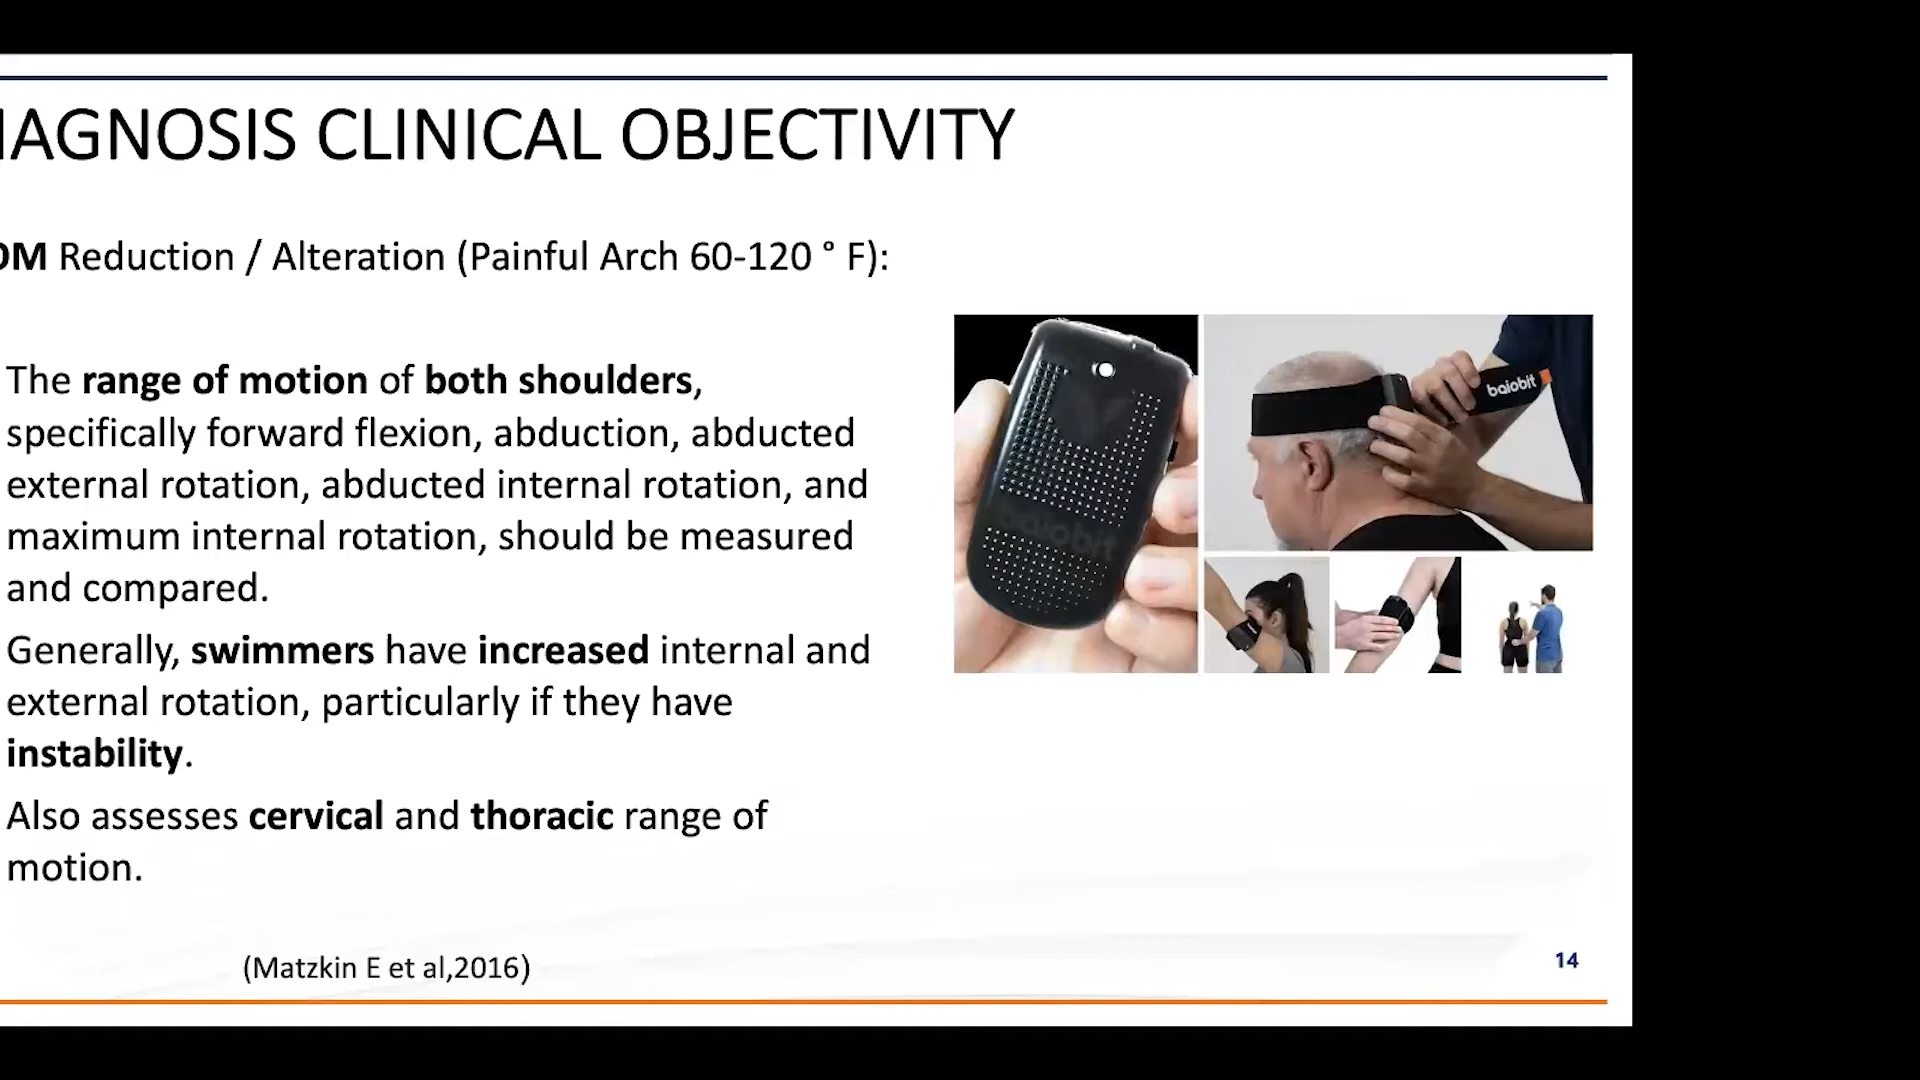 IAGNOSIS CLINICAL OBJECTIVITY
OM Reduction / Alteration (Painful Arch 60-120 ° F):
The range of motion of both shoulders,
specifically forward flexion, abduction, abducted
external rotation, abducted internal rotation, and
maximum internal rotation, should be measured
and compared.
Generally, swimmers have increased internal and
external rotation, particularly if they have
instability.
Also assesses cervical and thoracic range of
motion.
baiobit
baiobit
(Matzkin E et al,2016)
14